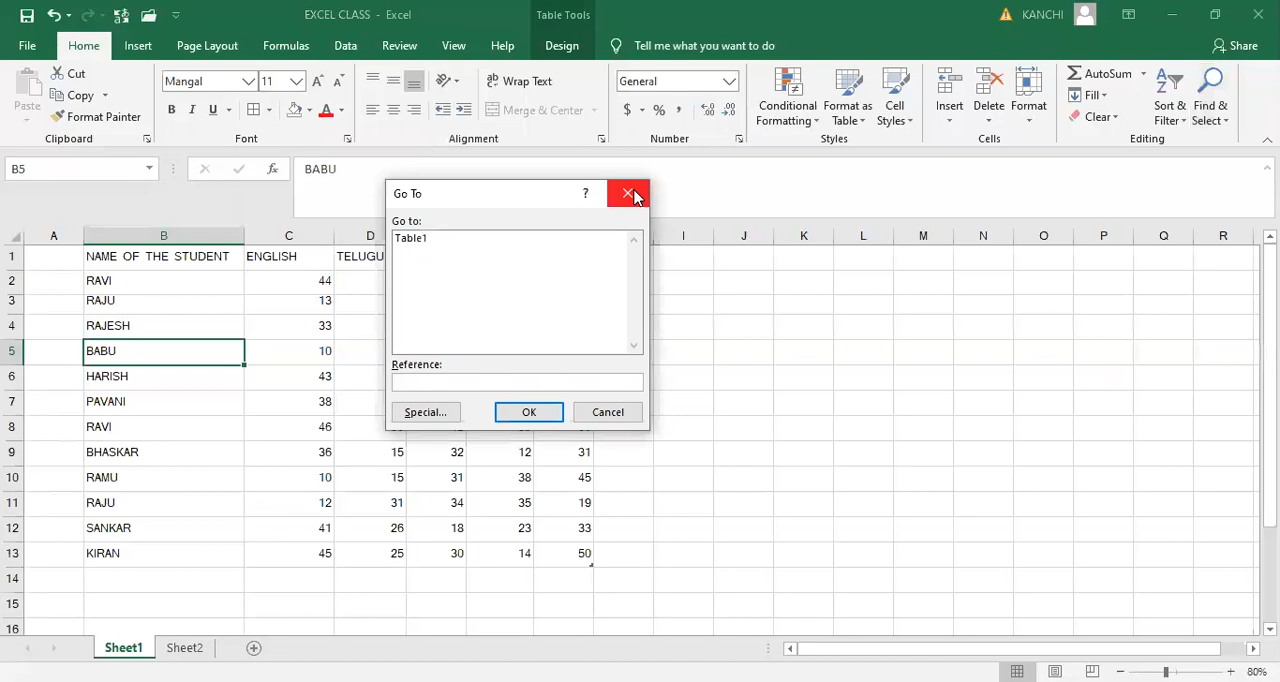 EXCEL CLASS - Excel
Table Tools
KANCHI
File Home Insert Page Layout Formulas Data Review View Help Design Tell me what you want to do Share
Cut
Copy
Format Painter
Paste
Clipboard
Mangal 11
B I U
Font
Wrap Text
Merge & Center
Alignment
General
$ % ,
Number
Conditional Formatting
Format as Table
Cell Styles
Styles
Insert Delete Format
Cells
AutoSum
Fill
Clear
Sort & Filter
Find & Select
Editing
B5 fx BABU
Go To ?
Go to:
Table1
Reference:
Special... OK Cancel
A B C D I J K L M N O P Q R
1 NAME OF THE STUDENT ENGLISH TELUGU
2 RAVI 44
3 RAJU 13
4 RAJESH 33
5 BABU 10
6 HARISH 43
7 PAVANI 38
8 RAVI 46
9 BHASKAR 36 15 32 12 31
10 RAMU 10 15 31 38 45
11 RAJU 12 31 34 35 19
12 SANKAR 41 26 18 23 33
13 KIRAN 45 25 30 14 50
14
15
16
Sheet1 Sheet2
80%